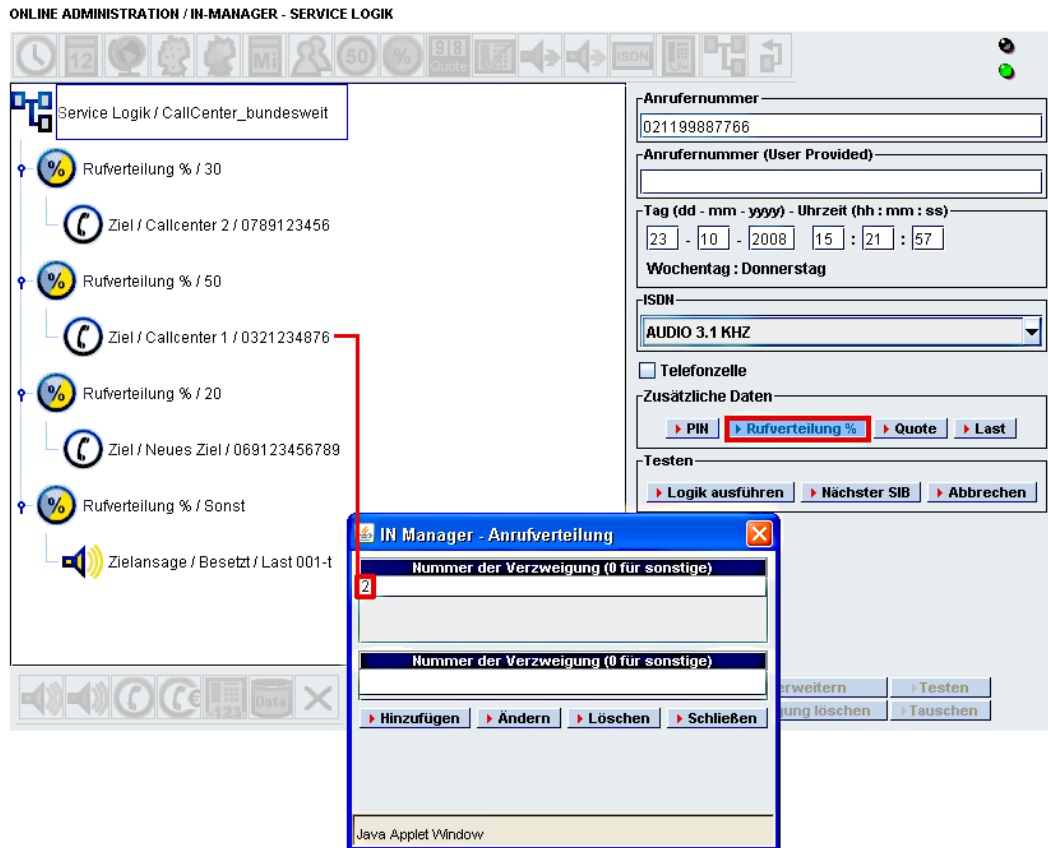 ONLINE ADMINISTRATION / IN-MANAGER - SERVICE LOGIK
12
Mi
50
%
9 8
Quote
ISDN
Service Logik / CallCenter_bundesweit
% Rufverteilung % / 30
Ziel / Callcenter 2 / 0789123456
% Rufverteilung % / 50
Ziel / Callcenter 1 / 0321234876
% Rufverteilung % / 20
Ziel / Neues Ziel / 069123456789
% Rufverteilung % / Sonst
Zielansage / Besetzt / Last 001-t
-123
Data
Anrufernummer
021199887766
Anrufernummer (User Provided)
Tag (dd - mm - yyyy) - Uhrzeit (hh : mm : ss)
23 - 10 - 2008 15 : 21 : 57
Wochentag : Donnerstag
ISDN
AUDIO 3.1 KHZ
Telefonzelle
Zusätzliche Daten
PIN Rufverteilung % Quote Last
Testen
Logik ausführen Nächster SIB Abbrechen
Testen
Tauschen
löschen
IN Manager - Anrufverteilung
Nummer der Verzweigung (0 für sonstige)
2
Nummer der Verzweigung (0 für sonstige)
Hinzufügen Ändern Löschen Schließen
Java Applet Window